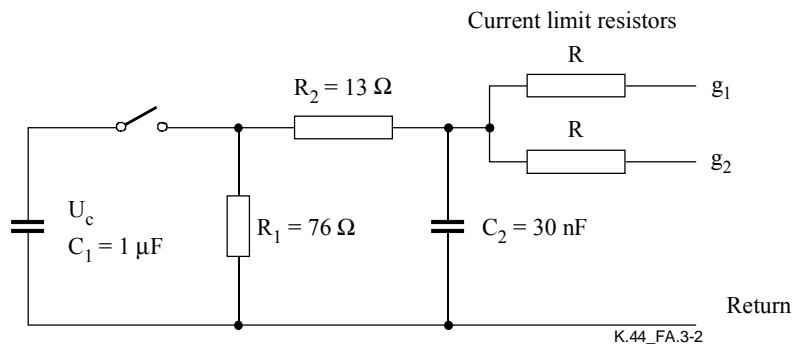 Current limit resistors
R
R₂ = 13 Ω
g₁
R
g₂
U_c
C₁ = 1 µF
R₁ = 76 Ω
C₂ = 30 nF
Return
K.44_FA.3-2